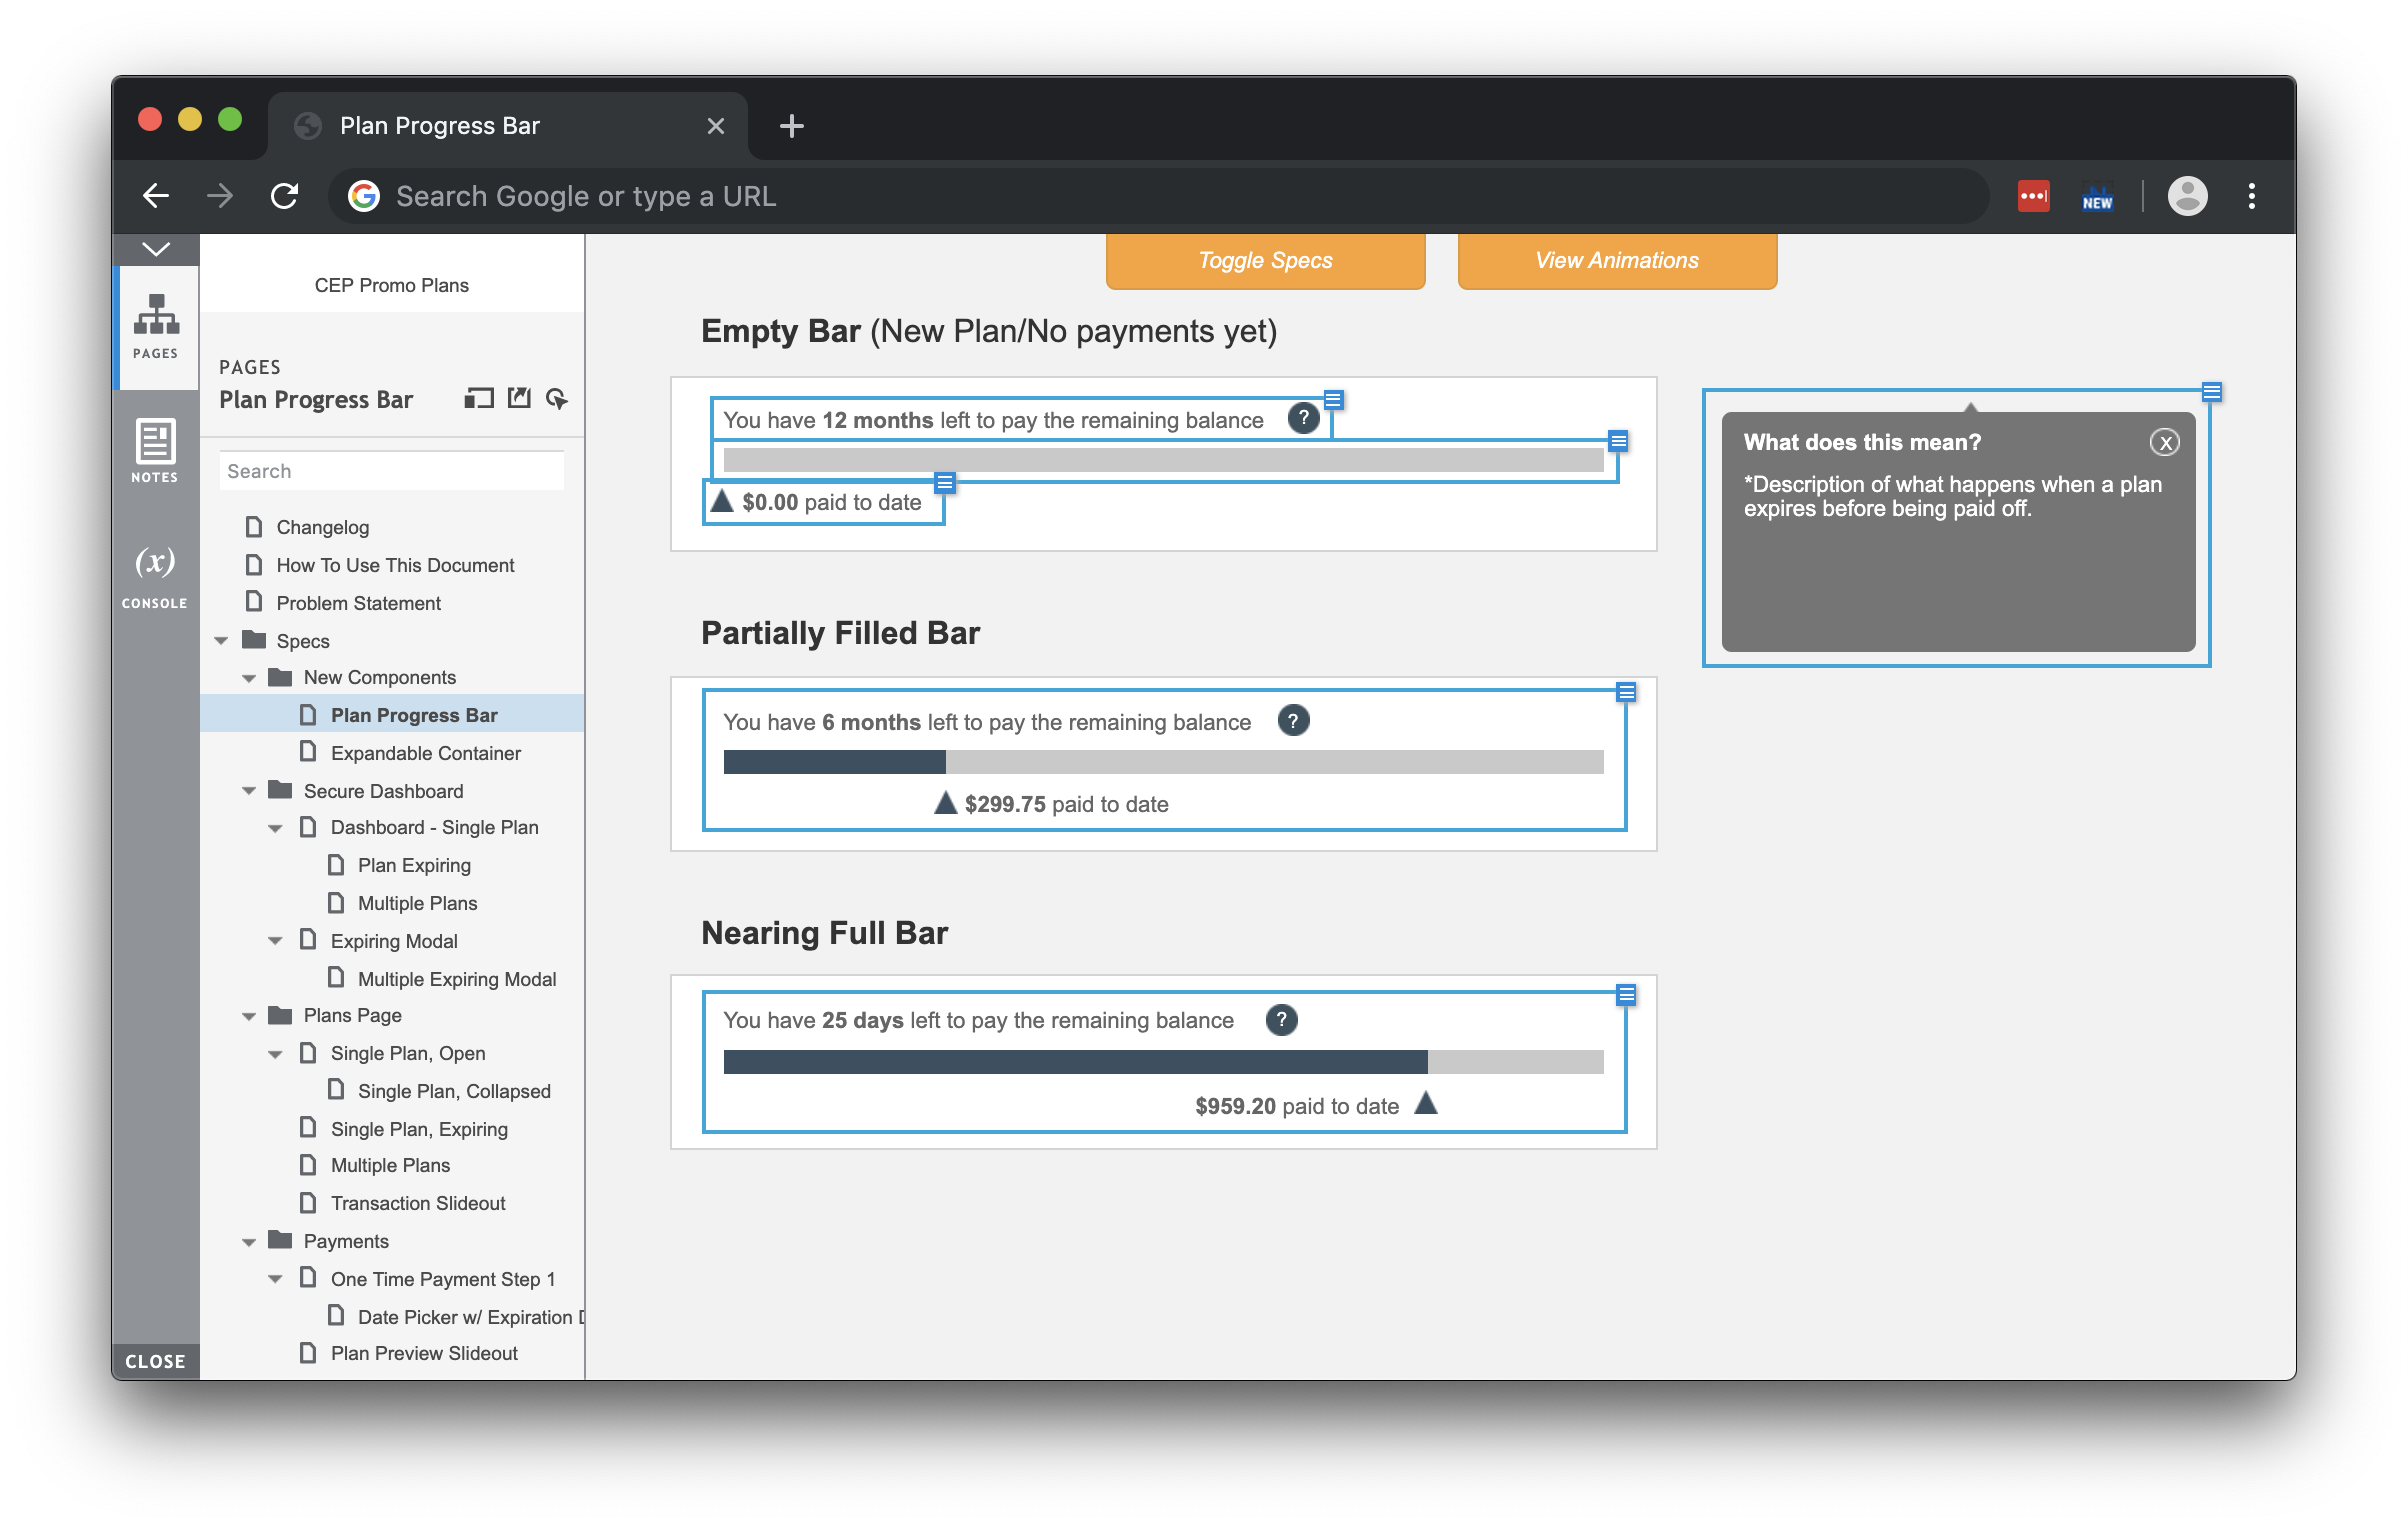 Plan Progress Bar
Search Google or type a URL
NEW
CEP Promo Plans
PAGES
NOTES
(x)
CONSOLE
CLOSE
PAGES
Plan Progress Bar
Search
Changelog
How To Use This Document
Problem Statement
Specs
New Components
Plan Progress Bar
Expandable Container
Secure Dashboard
Dashboard - Single Plan
Plan Expiring
Multiple Plans
Expiring Modal
Multiple Expiring Modal
Plans Page
Single Plan, Open
Single Plan, Collapsed
Single Plan, Expiring
Multiple Plans
Transaction Slideout
Payments
One Time Payment Step 1
Date Picker w/ Expiration
Plan Preview Slideout
Toggle Specs
View Animations
Empty Bar (New Plan/No payments yet)
You have 12 months left to pay the remaining balance ?
$0.00 paid to date
What does this mean? X
*Description of what happens when a plan
expires before being paid off.
Partially Filled Bar
You have 6 months left to pay the remaining balance ?
$299.75 paid to date
Nearing Full Bar
You have 25 days left to pay the remaining balance ?
$959.20 paid to date